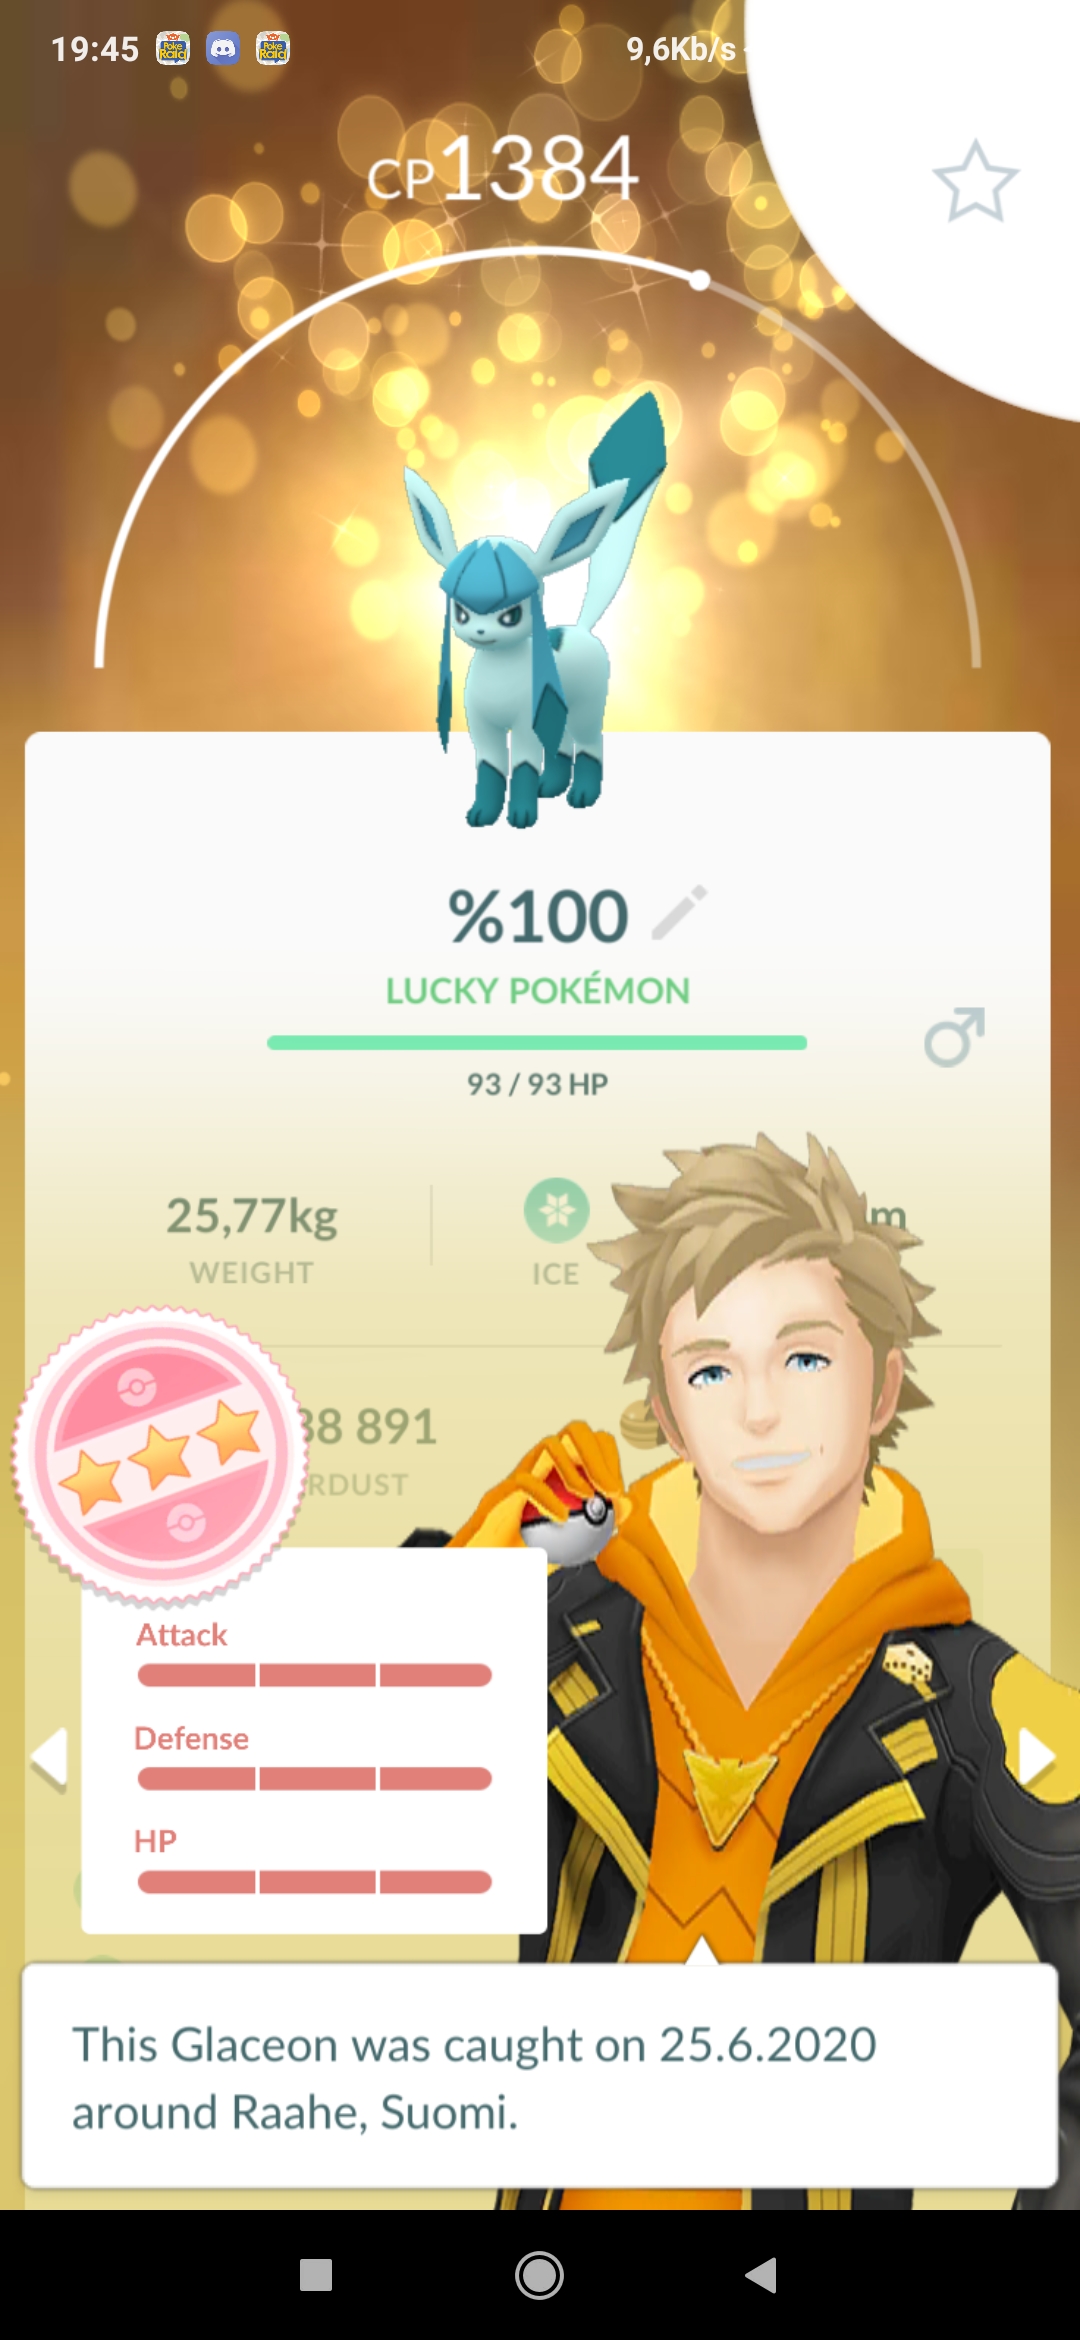 19:45
9,6Kb/s
CP1384
%100
LUCKY POKÉMON
93 / 93 HP
25,77kg
WEIGHT
ICE
m
38 891
RDUST
Attack
Defense
HP
This Glaceon was caught on 25.6.2020
around Raahe, Suomi.